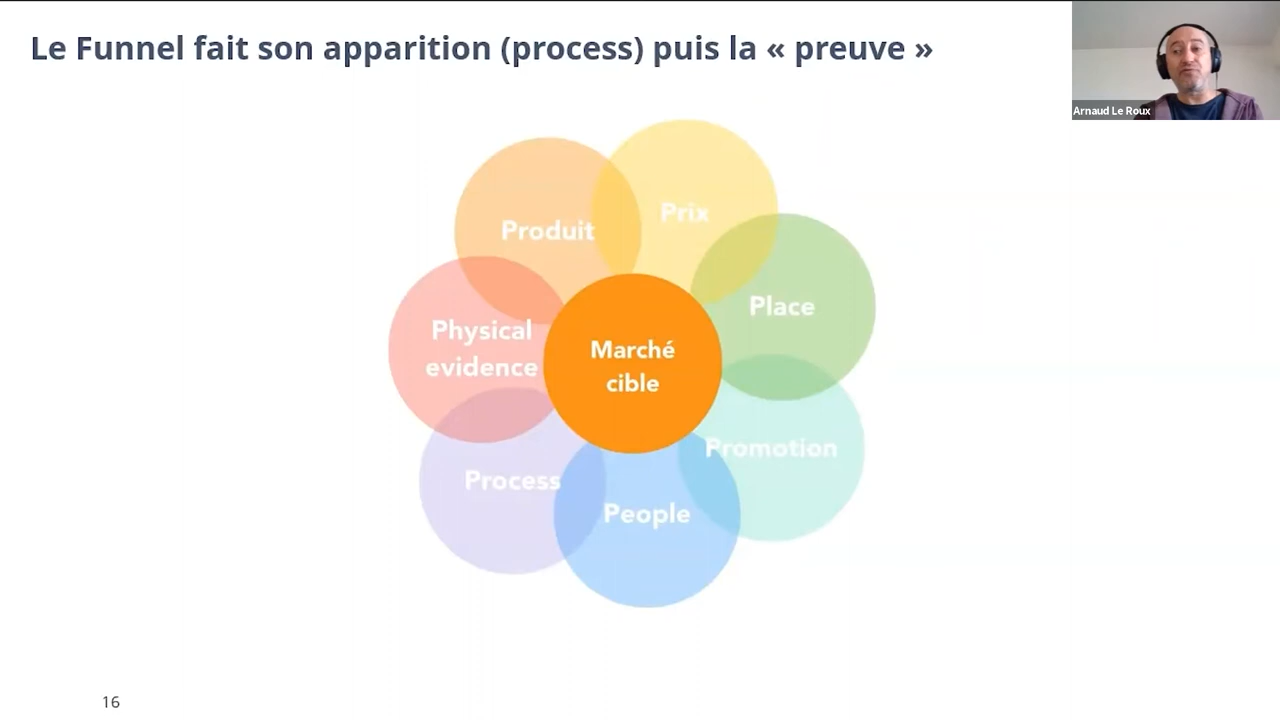 Le Funnel fait son apparition (process) puis la « preuve »
Arnaud Le Roux
Prix
Produit
Place
Physical
evidence
Marché
cible
Promotion
Process
People
16